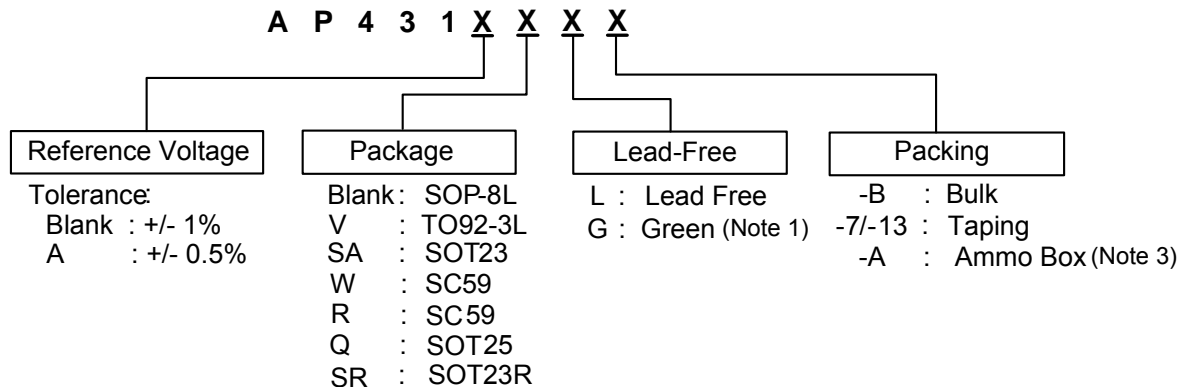 A P 4 3 1 X X X X
Reference Voltage
Tolerance:
Blank : +/- 1%
A : +/- 0.5%
Package
Blank : SOP-8L
V : TO92-3L
SA : SOT23
W : SC59
R : SC59
Q : SOT25
SR : SOT23R
Lead-Free
L : Lead Free
G : Green (Note 1)
Packing
-B : Bulk
-7/-13 : Taping
-A : Ammo Box (Note 3)